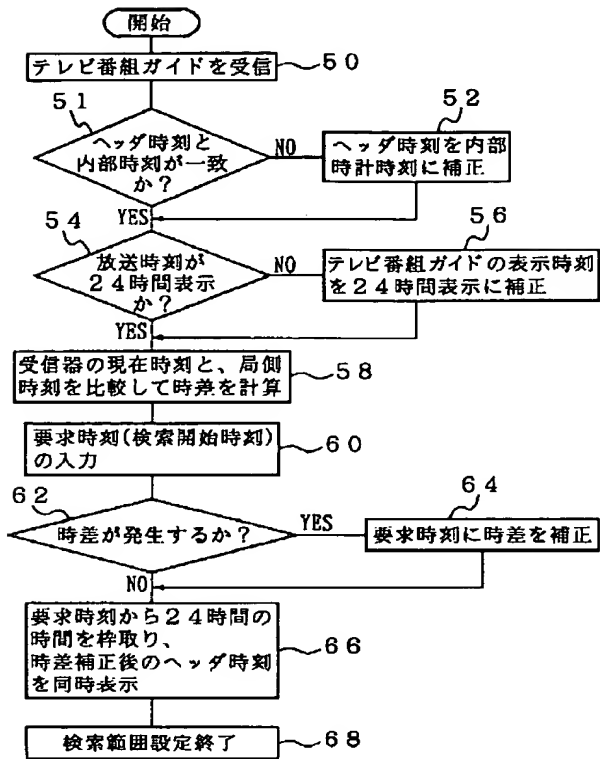 開始
テレビ番組ガイドを受信
50
51
ヘッダ時刻と
内部時刻が一致
か?
NO
52
ヘッダ時刻を内部
時計時刻に補正
YES
54
放送時刻が
24時間表示
か?
NO
56
テレビ番組ガイドの表示時刻
を24時間表示に補正
YES
受信器の現在時刻と、局側
時刻を比較して時差を計算
58
要求時刻(検索開始時刻)
の入力
60
62
時差が発生するか?
YES
64
要求時刻に時差を補正
NO
要求時刻から24時間の
時間を枠取り、
時差補正後のヘッダ時刻
を同時表示
66
検索範囲設定終了
68